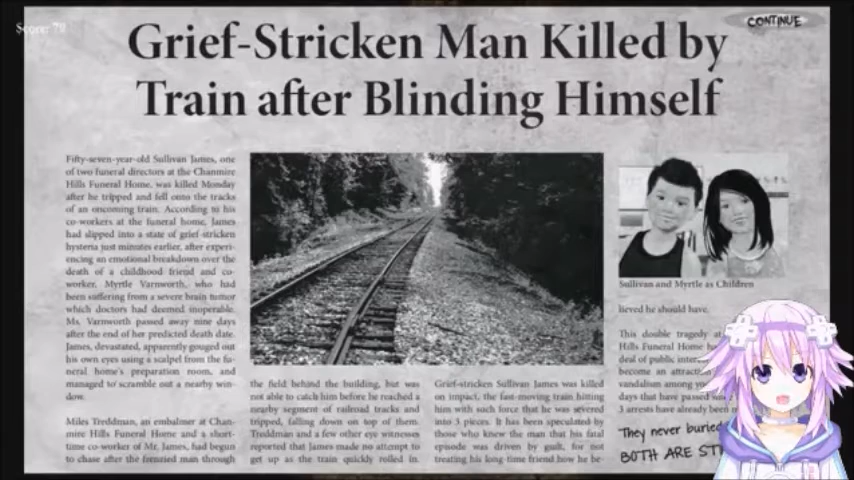 Score: 70
CONTINUE
Grief-Stricken Man Killed by
Train after Blinding Himself
Fifty-seven-year-old Sullivan James, one
of two funeral directors at the Chanmire
Hills Funeral Home, was killed Monday
after he tripped and fell onto the tracks
of an oncoming train. According to his
co-workers at the funeral home, James
had slipped into a state of grief-stricken
hysteria just minutes earlier, after experi-
encing an emotional breakdown over the
death of a childhood friend and co-
worker, Myrtle Varnworth, who had
been suffering from a severe brain tumor
which doctors had deemed inoperable.
Ms. Varnworth passed away nine days
after the end of her predicted death date.
James, devastated, apparently gouged out
his own eyes using a scalpel from the fu-
neral home's preparation room, and
managed to scramble out a nearby win-
dow.
Miles Treddman, an embalmer at Chan-
mire Hills Funeral Home and a short-
time co-worker of Mr. James, had begun
to chase after the frenzied man through
the field behind the building, but was
not able to catch him before he reached a
nearby segment of railroad tracks and
tripped, falling down on top of them.
Treddman and a few other eye witnesses
reported that James made no attempt to
get up as the train quickly rolled in.
Grief-stricken Sullivan James was killed
on impact, the fast-moving train hitting
him with such force that he was severed
into 3 pieces. It has been speculated by
those who knew the man that his fatal
episode was driven by guilt, for not
treating his long-time friend how he be-
Sullivan and Myrtle as Children
lieved he should have.
This double tragedy at
Hills Funeral Home h
deal of public inter
become an attract
vandalism among yo
days that have passed
3 arrests have already been
They never buried
BOTH ARE ST